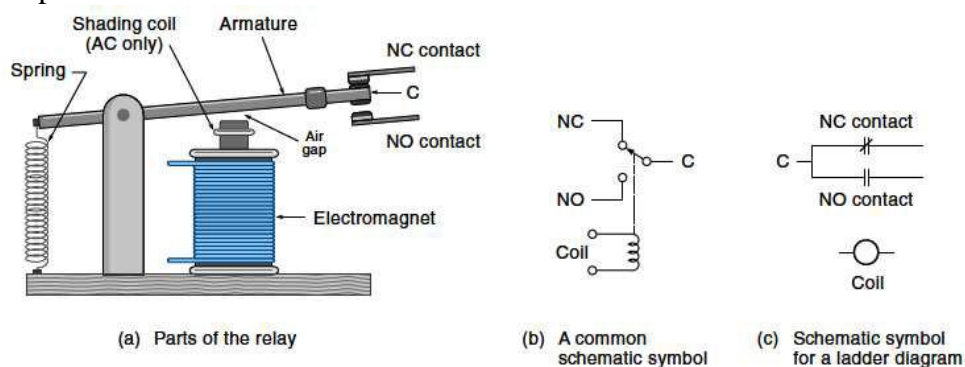 Shading coil
(AC only)
Armature
NC contact
Spring
C
Air
gap
NO contact
Electromagnet
(a) Parts of the relay
NC
C
NO
Coil
(b) A common
schematic symbol
NC contact
C
NO contact
Coil
(c) Schematic symbol
for a ladder diagram